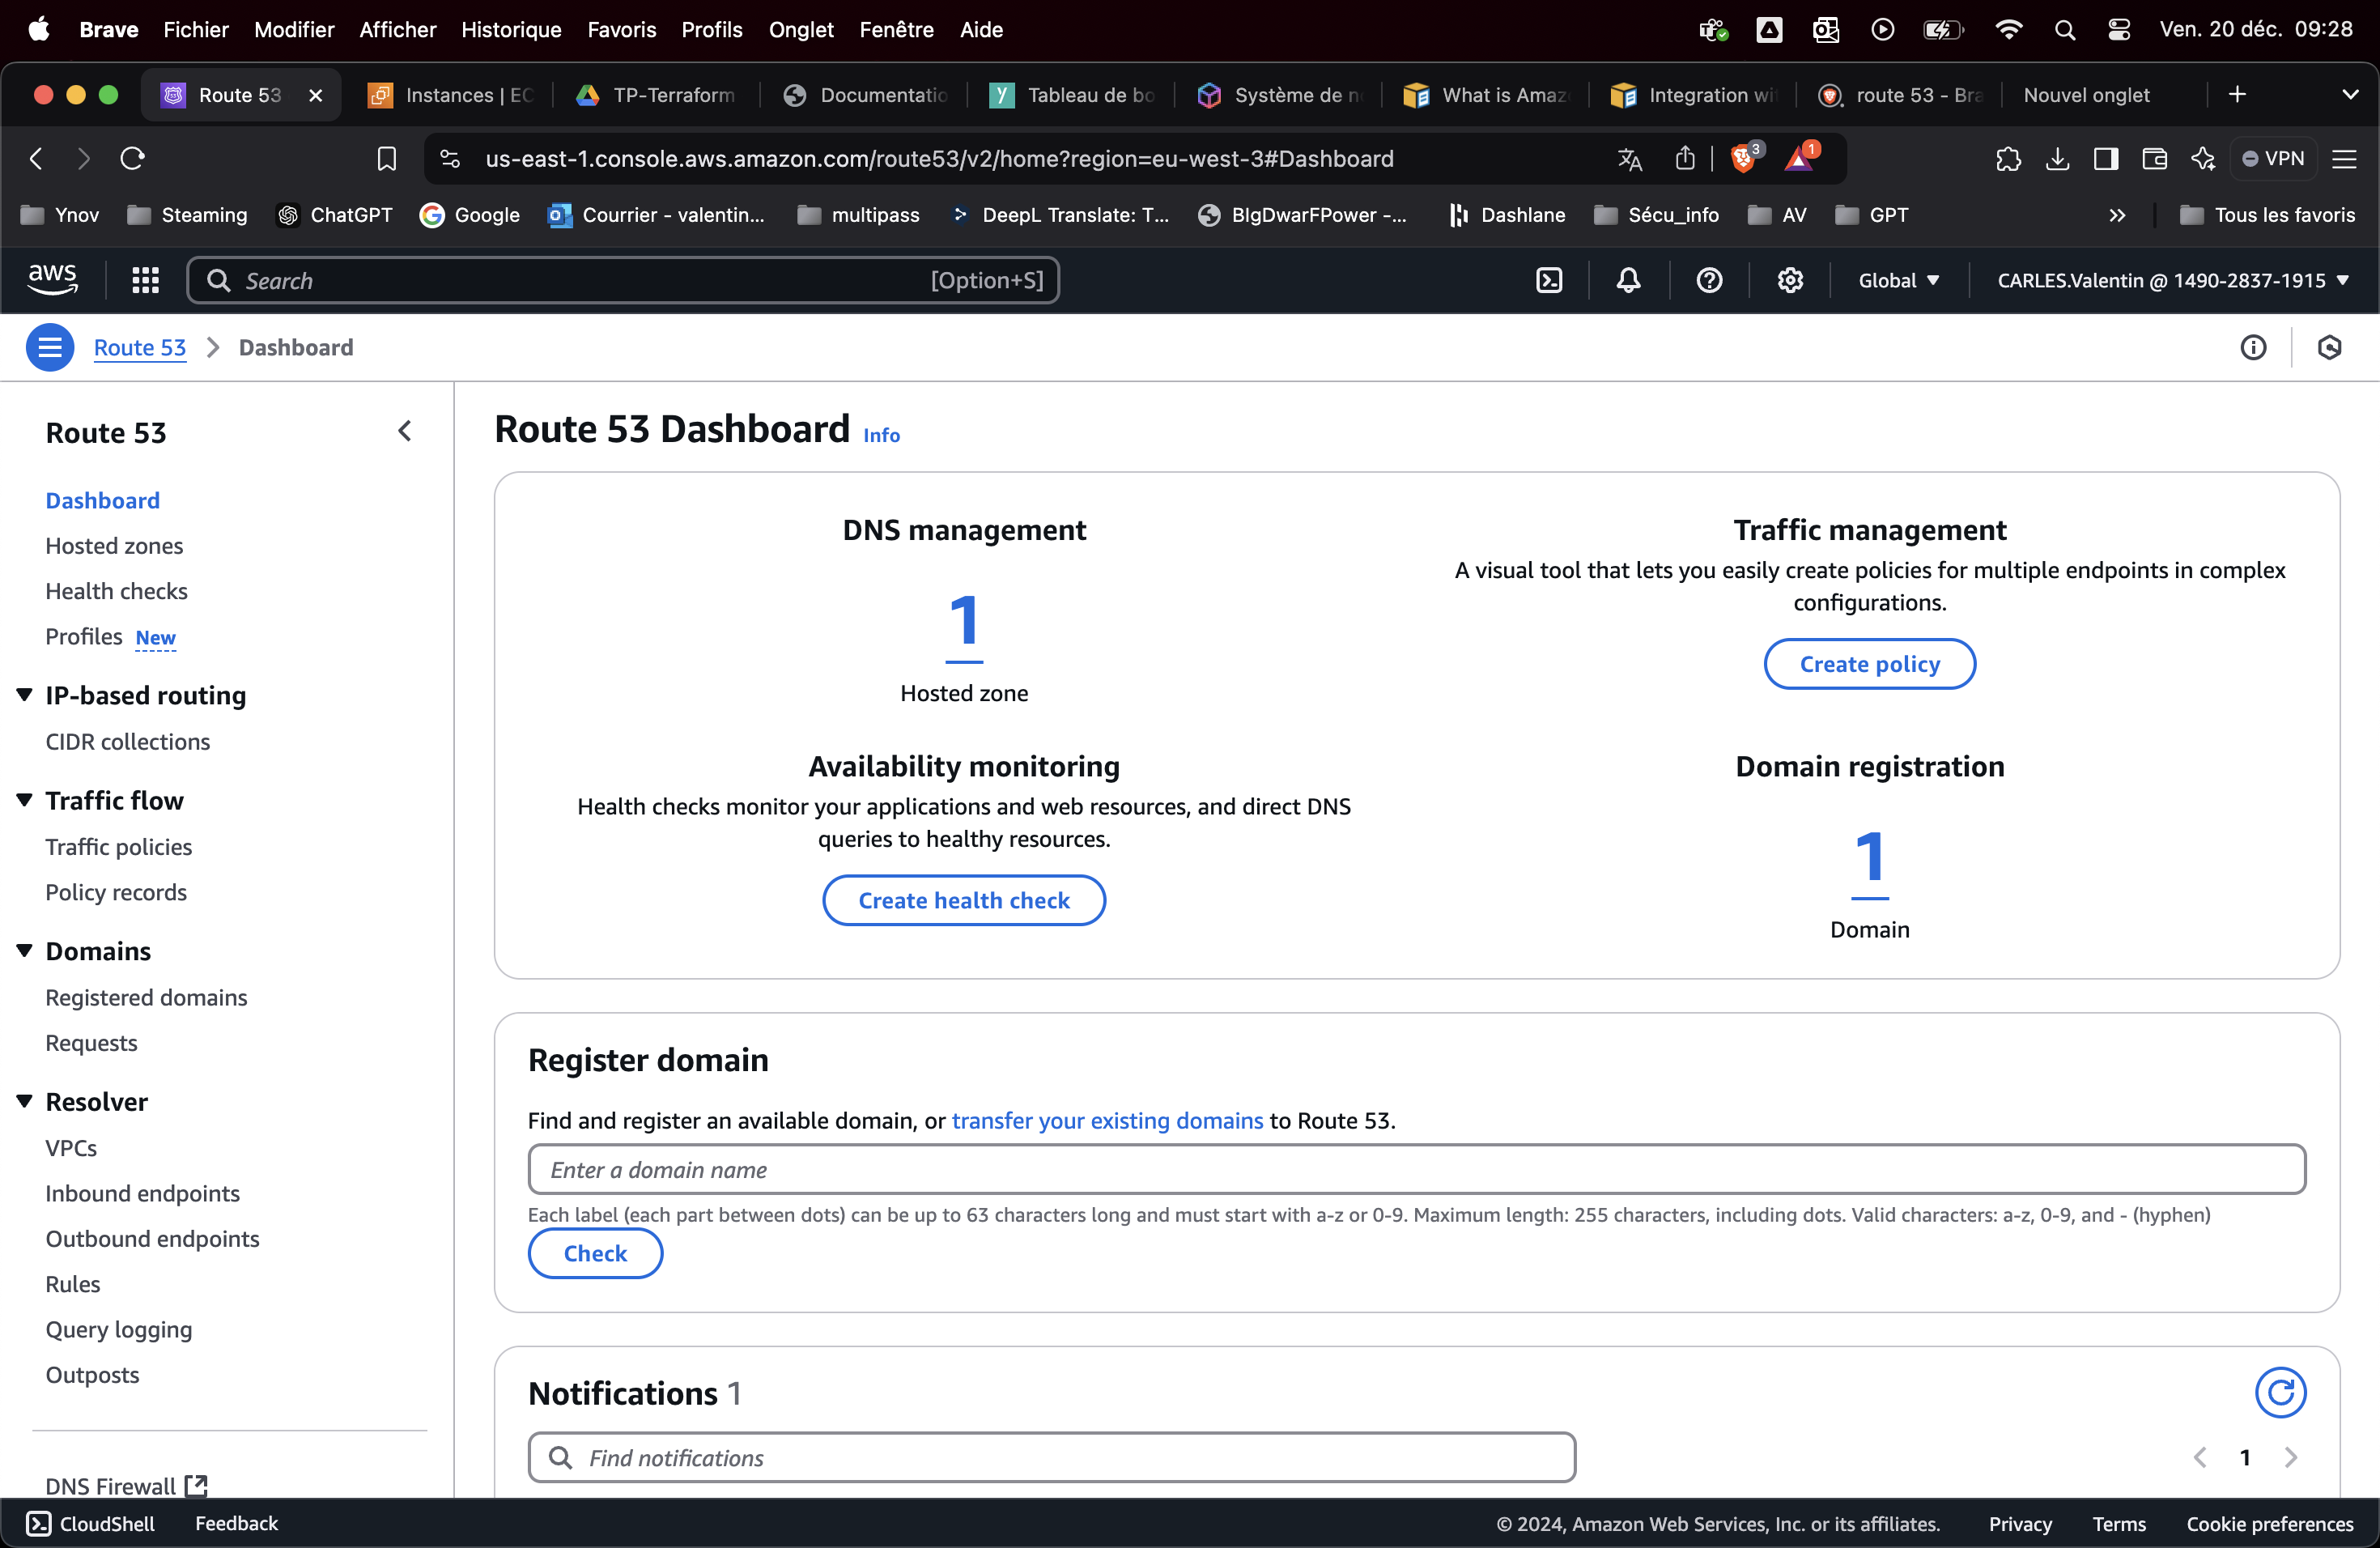 Brave Fichier Modifier Afficher Historique Favoris Profils Onglet Fenêtre Aide Ven. 20 déc. 09:28
Route 53 Instances | EC TP-Terraform Documentatio Tableau de bo Système de n What is Amaz Integration wi route 53 - Bra Nouvel onglet
us-east-1.console.aws.amazon.com/route53/v2/home?region=eu-west-3#Dashboard 3 1 VPN
Ynov Steaming ChatGPT Google Courrier - valentin... multipass DeepL Translate: T... BIgDwarFPower -... Dashlane Sécu_info AV GPT Tous les favoris
aws Search [Option+S] Global CARLES.Valentin @ 1490-2837-1915
Route 53 Dashboard
Route 53
Dashboard
Hosted zones
Health checks
Profiles New
IP-based routing
CIDR collections
Traffic flow
Traffic policies
Policy records
Domains
Registered domains
Requests
Resolver
VPCs
Inbound endpoints
Outbound endpoints
Rules
Query logging
Outposts
DNS Firewall
Route 53 Dashboard Info
DNS management
1
Hosted zone
Traffic management
A visual tool that lets you easily create policies for multiple endpoints in complex
configurations.
Create policy
Availability monitoring
Health checks monitor your applications and web resources, and direct DNS
queries to healthy resources.
Create health check
Domain registration
1
Domain
Register domain
Find and register an available domain, or transfer your existing domains to Route 53.
Enter a domain name
Each label (each part between dots) can be up to 63 characters long and must start with a-z or 0-9. Maximum length: 255 characters, including dots. Valid characters: a-z, 0-9, and - (hyphen)
Check
Notifications 1
Find notifications
1
CloudShell Feedback © 2024, Amazon Web Services, Inc. or its affiliates. Privacy Terms Cookie preferences